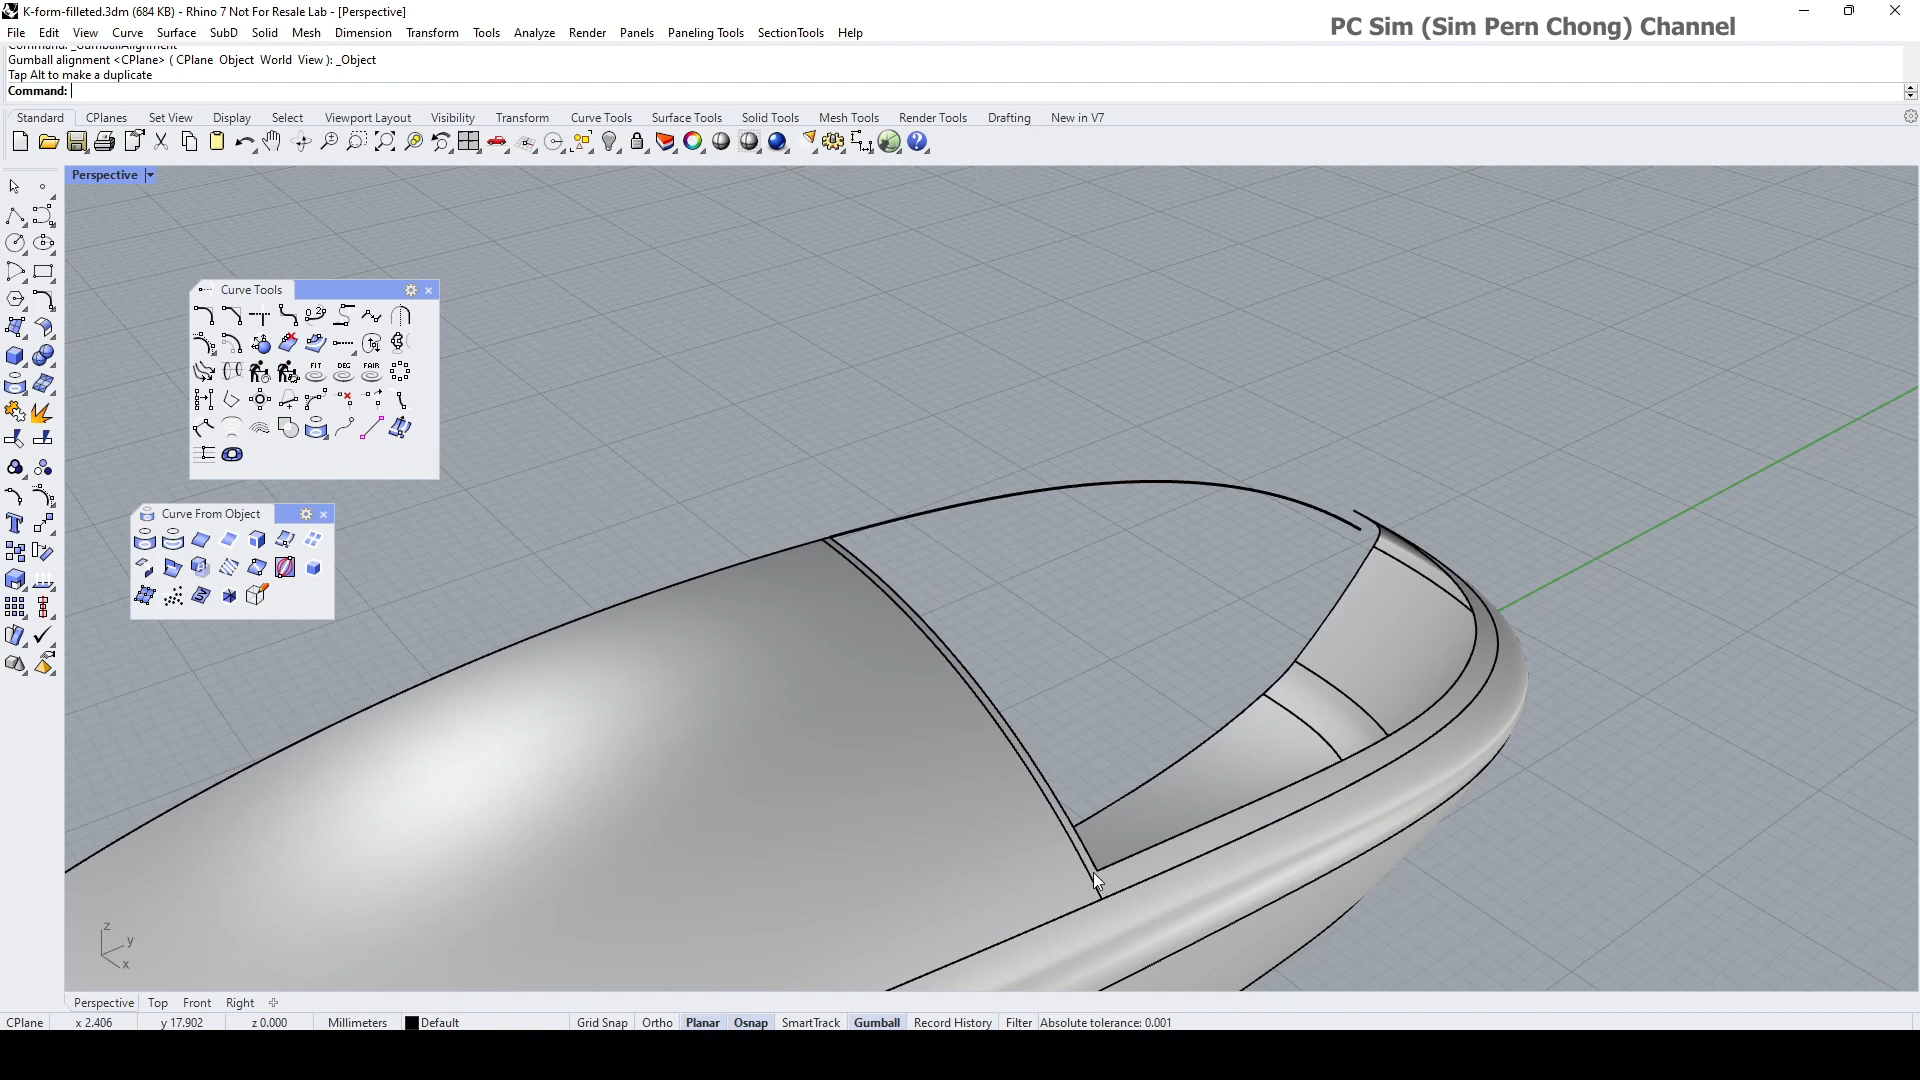 K-form-filleted.3dm (684 KB) - Rhino 7 Not For Resale Lab - [Perspective]
PC Sim (Sim Pern Chong) Channel
File Edit View Curve Surface SubD Solid Mesh Dimension Transform Tools Analyze Render Panels Paneling Tools SectionTools Help
Command: _GumballAlignment
Gumball alignment <CPlane> ( CPlane Object World View ): _Object
Tap Alt to make a duplicate
Command:
Standard CPlanes Set View Display Select Viewport Layout Visibility Transform Curve Tools Surface Tools Solid Tools Mesh Tools Render Tools Drafting New in V7
Perspective
Curve Tools
FIT DEG FAIR
Curve From Object
z
y
x
Perspective Top Front Right
CPlane x 2.406 y 17.902 z 0.000 Millimeters Default Grid Snap Ortho Planar Osnap SmartTrack Gumball Record History Filter Absolute tolerance: 0.001